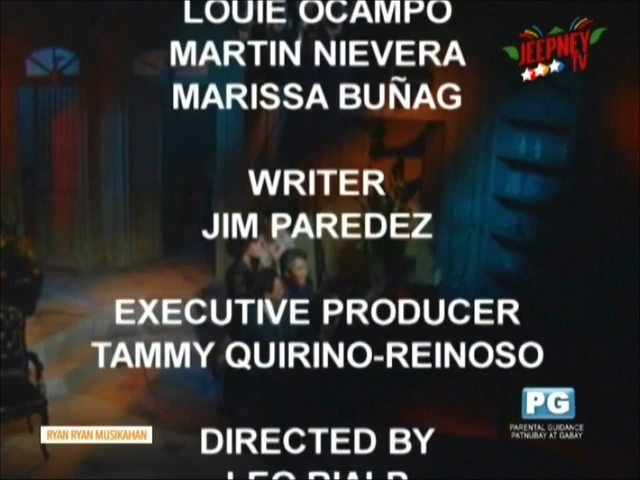 LOUIE OCAMPO
MARTIN NIEVERA
MARISSA BUÑAG
WRITER
JIM PAREDEZ
EXECUTIVE PRODUCER
TAMMY QUIRINO-REINOSO
DIRECTED BY
JEEPNEY
TV
PG
PARENTAL GUIDANCE
PATNUBAY AT GABAY
RYAN RYAN MUSIKAHAN